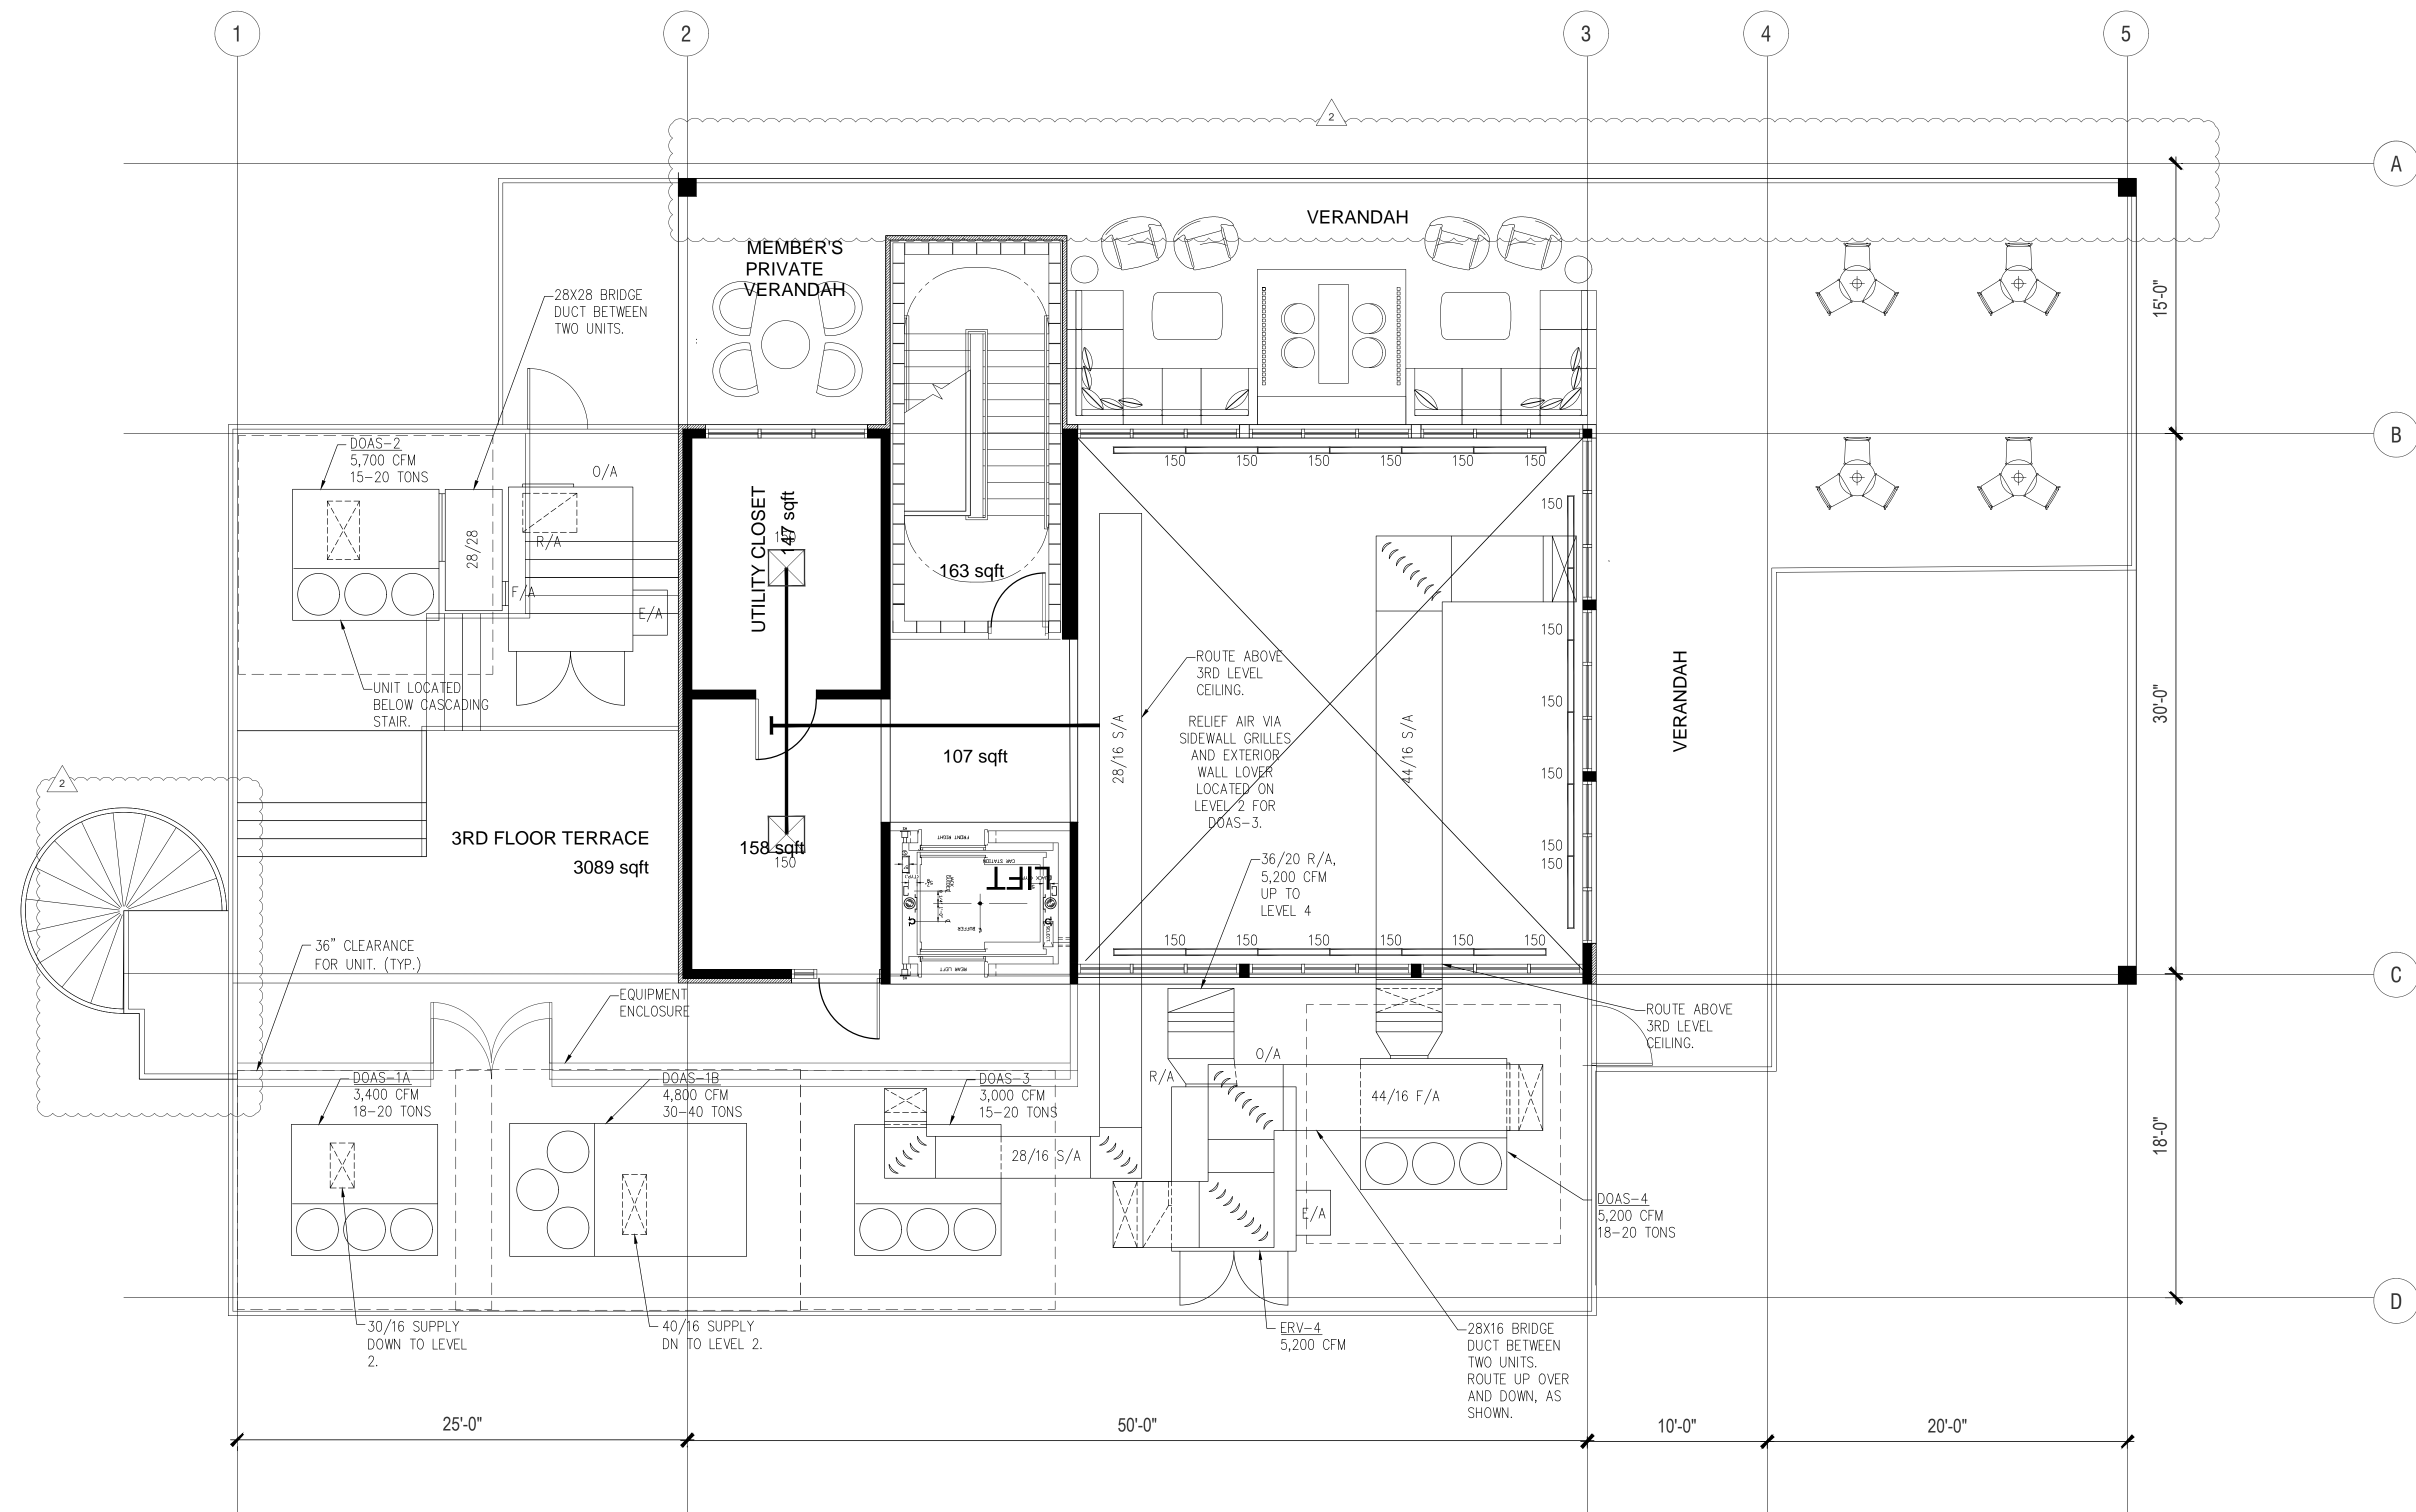 1
2
3
4
5
2
A
VERANDAH
MEMBER'S
PRIVATE
VERANDAH
28X28 BRIDGE
DUCT BETWEEN
TWO UNITS.
15'-0"
B
DOAS-2
5,700 CFM
15-20 TONS
O/A
150
150
150
150
150
150
UTILITY CLOSET
147 sqft
150
R/A
28/28
F/A
E/A
163 sqft
UNIT LOCATED
BELOW CASCADING
STAIR.
ROUTE ABOVE
3RD LEVEL
CEILING.
150
150
150
150
150
150
VERANDAH
30'-0"
28/16 S/A
RELIEF AIR VIA
SIDEWALL GRILLES
AND EXTERIOR
WALL LOVER
LOCATED ON
LEVEL 2 FOR
DOAS-3.
44/16 S/A
107 sqft
2
3RD FLOOR TERRACE
3089 sqft
158 sqft
150
FRONT RIGHT
CAR STATION
LIFT
BUFFER
REAR LEFT
36/20 R/A,
5,200 CFM
UP TO
LEVEL 4
150
150
150
150
150
150
36" CLEARANCE
FOR UNIT. (TYP.)
EQUIPMENT
ENCLOSURE
C
ROUTE ABOVE
3RD LEVEL
CEILING.
DOAS-1A
3,400 CFM
18-20 TONS
DOAS-1B
4,800 CFM
30-40 TONS
DOAS-3
3,000 CFM
15-20 TONS
O/A
R/A
44/16 F/A
28/16 S/A
18'-0"
E/A
DOAS-4
5,200 CFM
18-20 TONS
D
30/16 SUPPLY
DOWN TO LEVEL
2.
40/16 SUPPLY
DN TO LEVEL 2.
ERV-4
5,200 CFM
28X16 BRIDGE
DUCT BETWEEN
TWO UNITS.
ROUTE UP OVER
AND DOWN, AS
SHOWN.
25'-0"
50'-0"
10'-0"
20'-0"